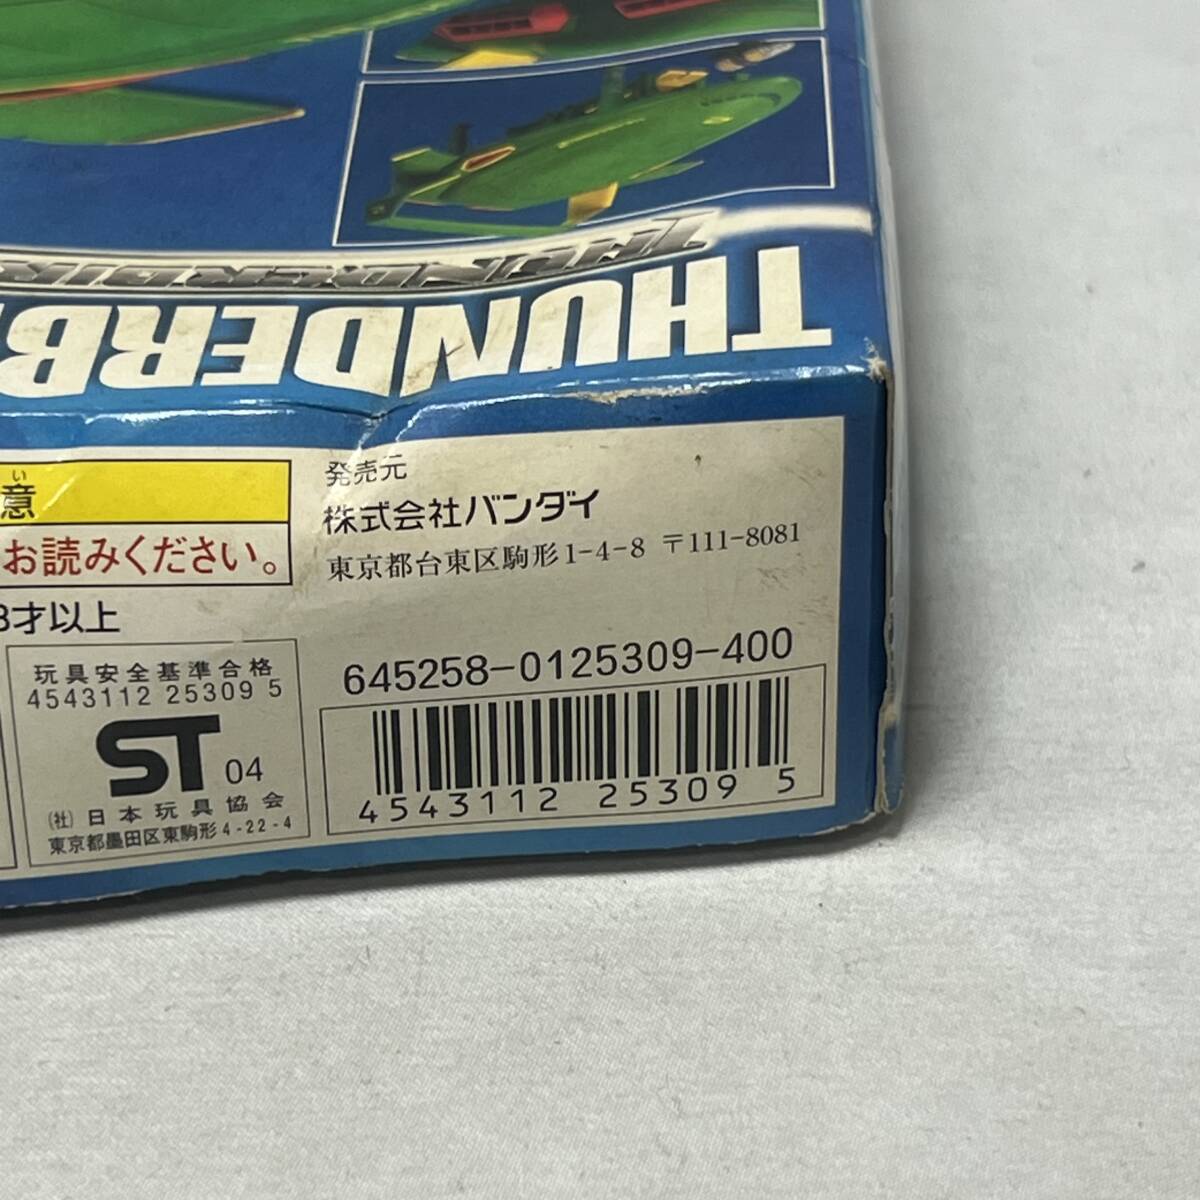 THUNDERB
い
意
お読みください。
3才以上
玩具安全基準合格
4543112 25309 5
ST 04
(社)日本玩具協会
東京都墨田区東駒形4-22-4
発売元
株式会社バンダイ
東京都台東区駒形1-4-8 〒111-8081
645258-0125309-400
4543112 25309 5